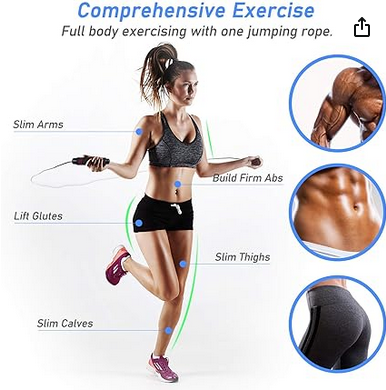 Comprehensive Exercise
Full body exercising with one jumping rope.
Slim Arms
Build Firm Abs
Lift Glutes
Slim Thighs
Slim Calves